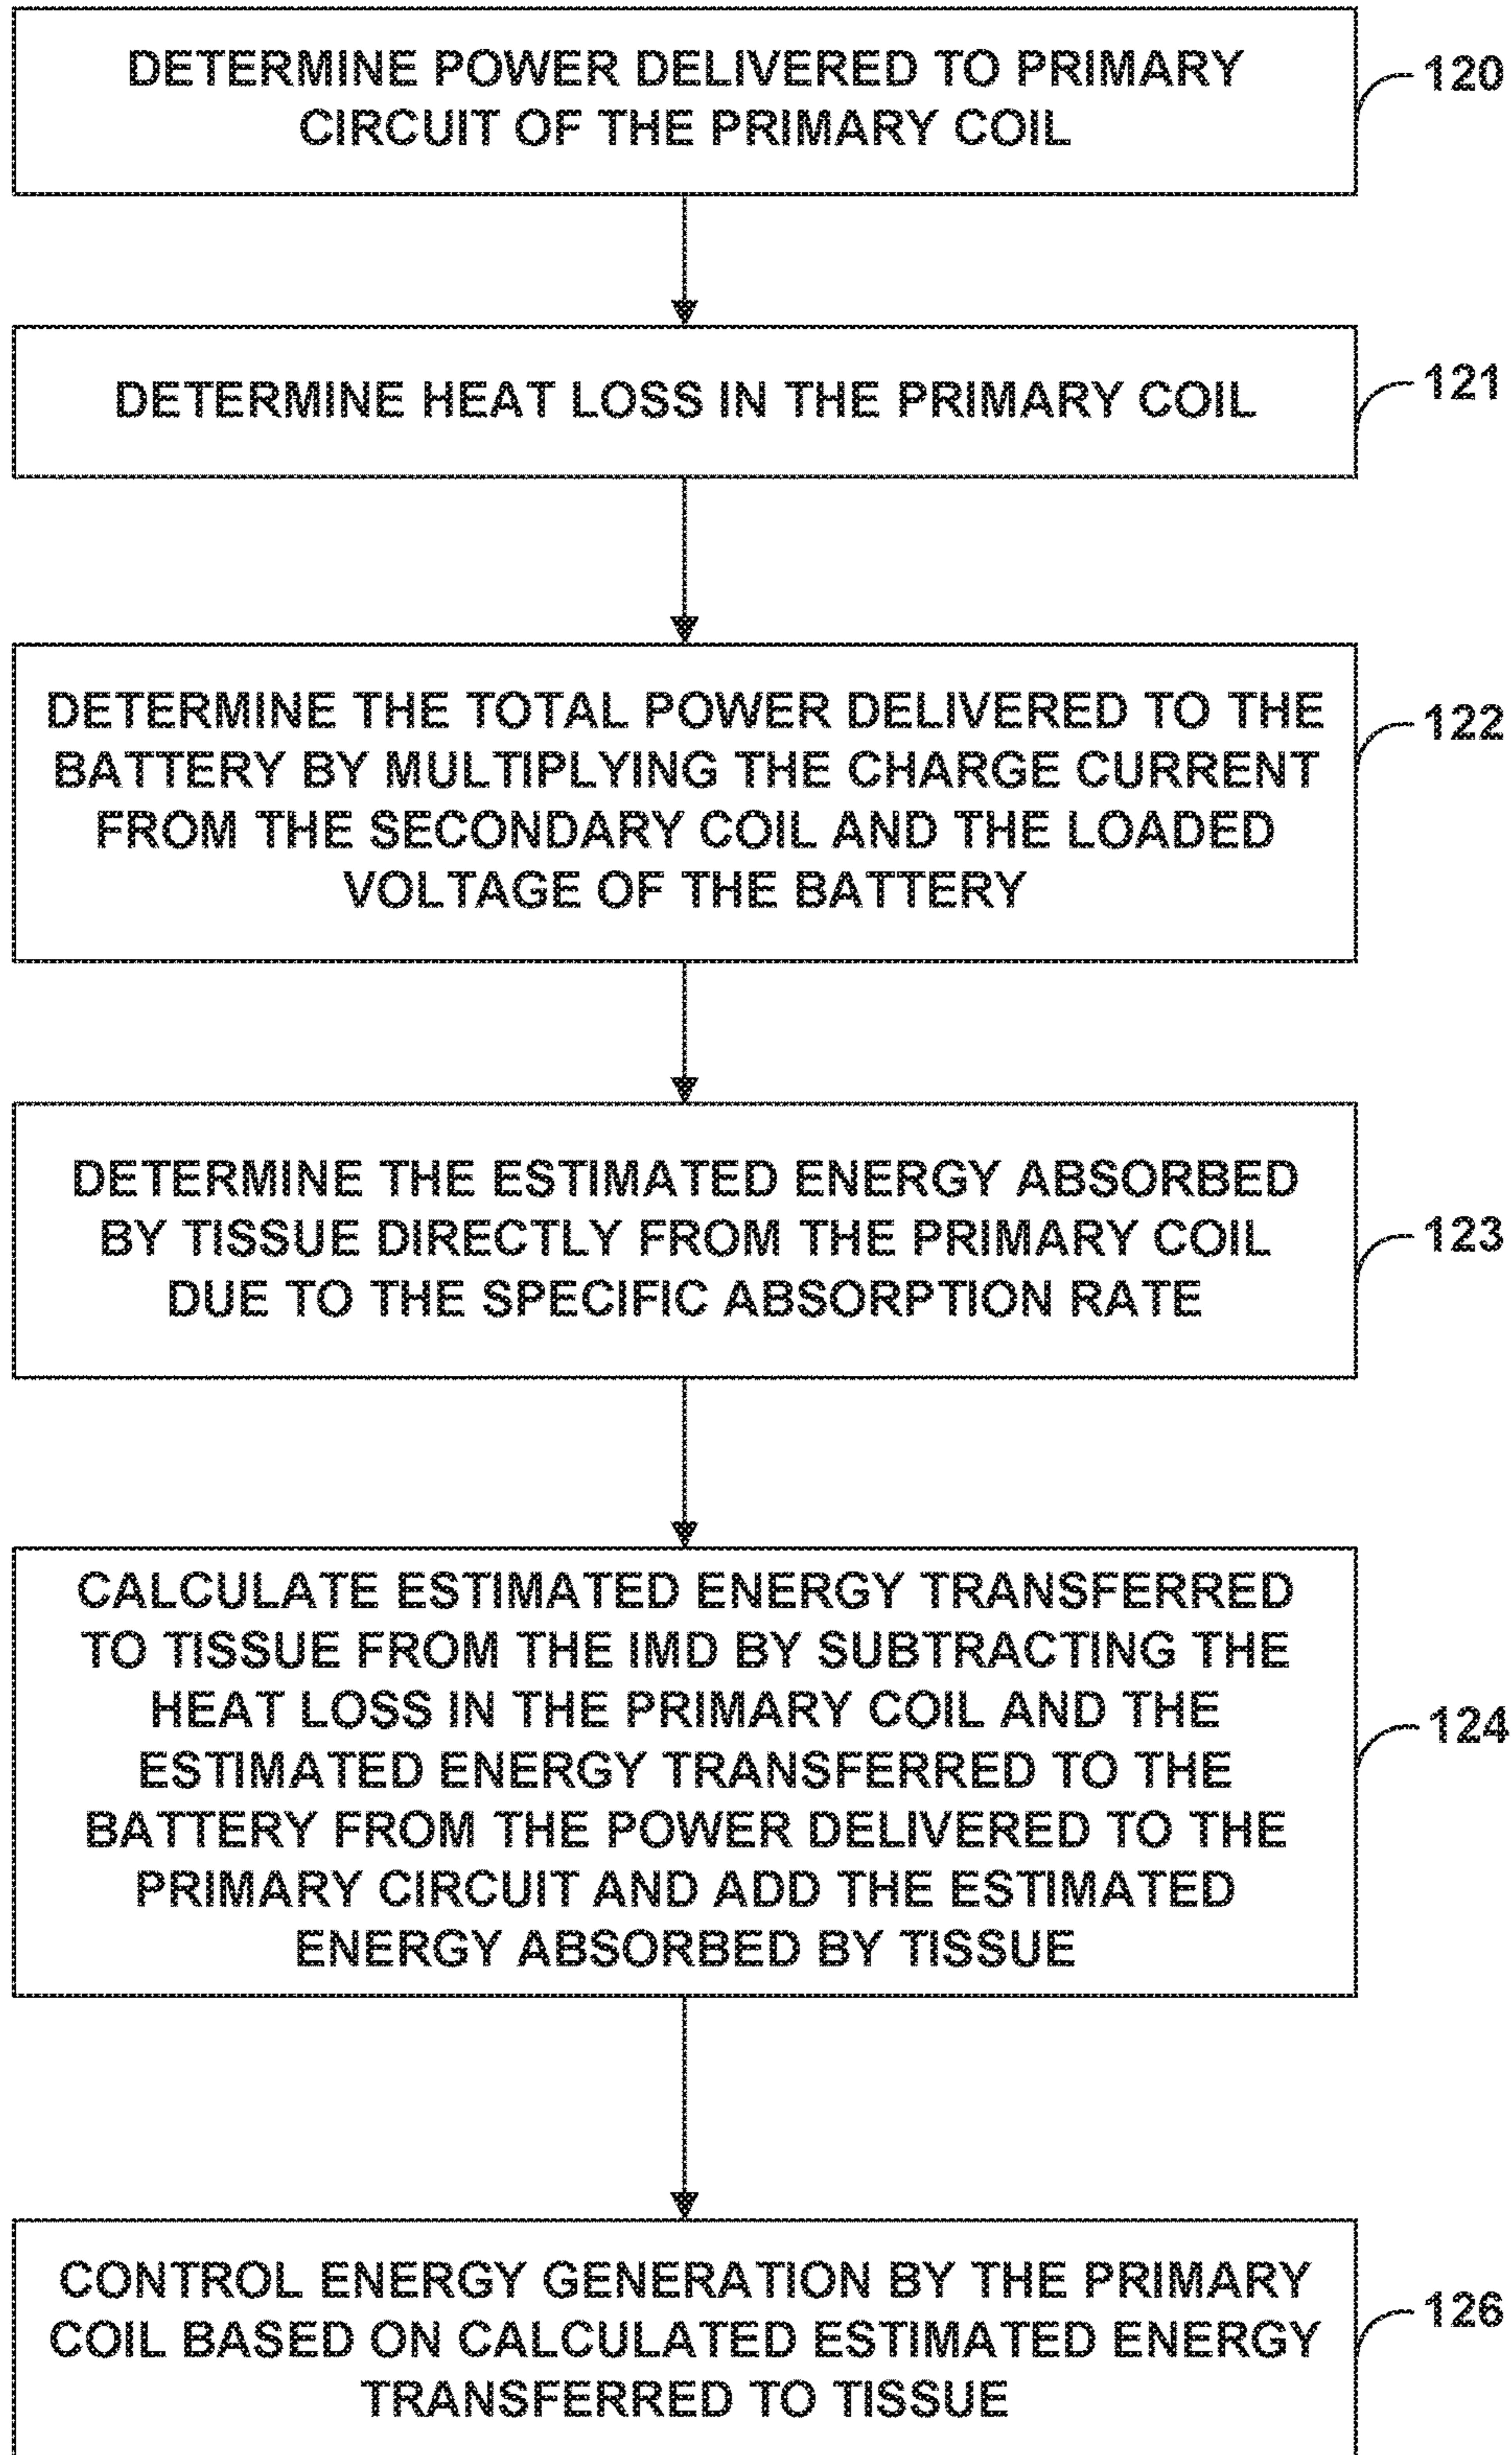 DETERMINE POWER DELIVERED TO PRIMARY
CIRCUIT OF THE PRIMARY COIL
120
DETERMINE HEAT LOSS IN THE PRIMARY COIL
121
DETERMINE THE TOTAL POWER DELIVERED TO THE
BATTERY BY MULTIPLYING THE CHARGE CURRENT
FROM THE SECONDARY COIL AND THE LOADED
VOLTAGE OF THE BATTERY
122
DETERMINE THE ESTIMATED ENERGY ABSORBED
BY TISSUE DIRECTLY FROM THE PRIMARY COIL
DUE TO THE SPECIFIC ABSORPTION RATE
123
CALCULATE ESTIMATED ENERGY TRANSFERRED
TO TISSUE FROM THE IMD BY SUBTRACTING THE
HEAT LOSS IN THE PRIMARY COIL AND THE
ESTIMATED ENERGY TRANSFERRED TO THE
BATTERY FROM THE POWER DELIVERED TO THE
PRIMARY CIRCUIT AND ADD THE ESTIMATED
ENERGY ABSORBED BY TISSUE
124
CONTROL ENERGY GENERATION BY THE PRIMARY
COIL BASED ON CALCULATED ESTIMATED ENERGY
TRANSFERRED TO TISSUE
126